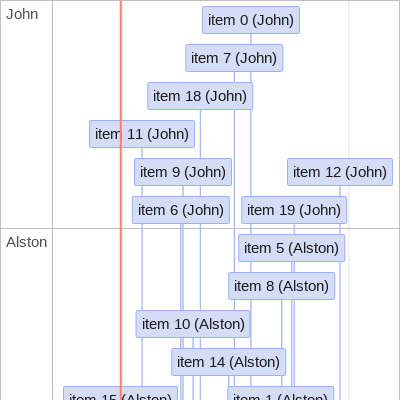 John
item 0 (John)
item 7 (John)
item 18 (John)
item 11 (John)
item 9 (John)
item 12 (John)
item 6 (John)
item 19 (John)
Alston
item 5 (Alston)
item 8 (Alston)
item 10 (Alston)
item 14 (Alston)
item 15 (Alston)
item 1 (Alston)